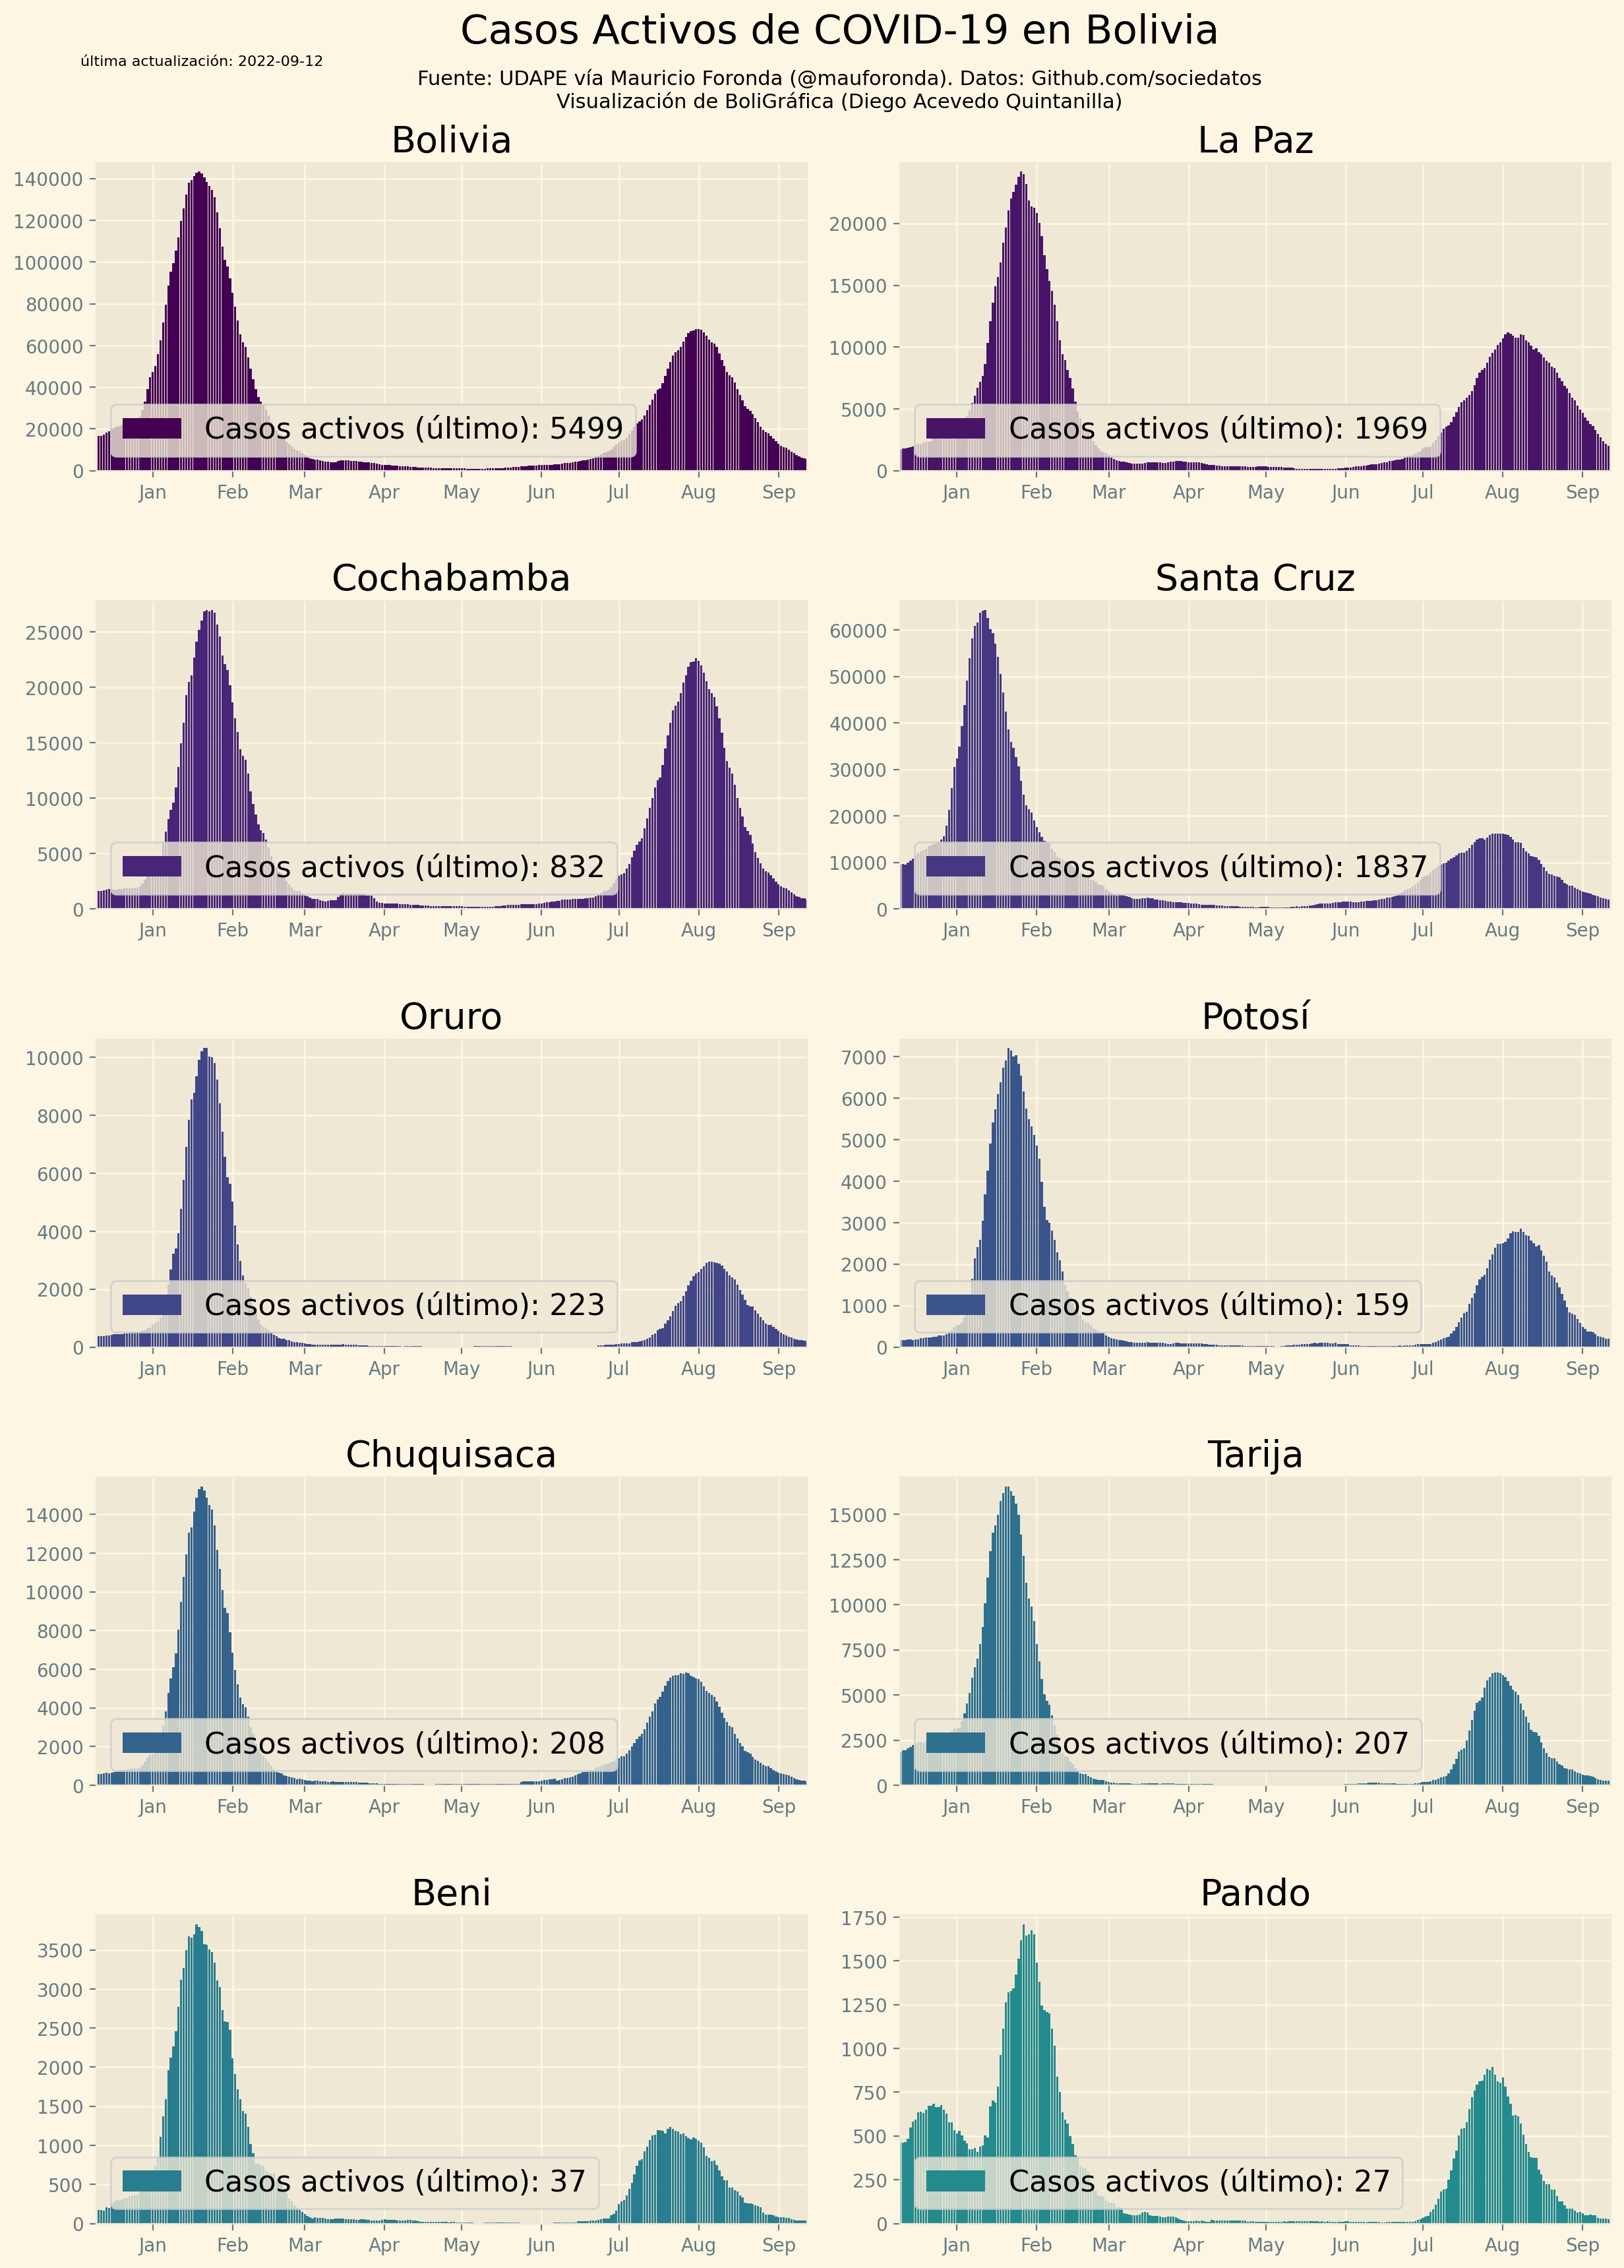 Casos Activos de COVID-19 en Bolivia
última actualización: 2022-09-12
Fuente: UDAPE vía Mauricio Foronda (@mauforonda). Datos: Github.com/sociedatos
Visualización de BoliGráfica (Diego Acevedo Quintanilla)
Bolivia
140000
120000
100000
80000
60000
40000
20000
0
Casos activos (último): 5499
Jan Feb Mar Apr May Jun Jul Aug Sep
La Paz
20000
15000
10000
5000
0
Casos activos (último): 1969
Jan Feb Mar Apr May Jun Jul Aug Sep
Cochabamba
25000
20000
15000
10000
5000
0
Casos activos (último): 832
Jan Feb Mar Apr May Jun Jul Aug Sep
Santa Cruz
60000
50000
40000
30000
20000
10000
0
Casos activos (último): 1837
Jan Feb Mar Apr May Jun Jul Aug Sep
Oruro
10000
8000
6000
4000
2000
0
Casos activos (último): 223
Jan Feb Mar Apr May Jun Jul Aug Sep
Potosí
7000
6000
5000
4000
3000
2000
1000
0
Casos activos (último): 159
Jan Feb Mar Apr May Jun Jul Aug Sep
Chuquisaca
14000
12000
10000
8000
6000
4000
2000
0
Casos activos (último): 208
Jan Feb Mar Apr May Jun Jul Aug Sep
Tarija
15000
12500
10000
7500
5000
2500
0
Casos activos (último): 207
Jan Feb Mar Apr May Jun Jul Aug Sep
Beni
3500
3000
2500
2000
1500
1000
500
0
Casos activos (último): 37
Jan Feb Mar Apr May Jun Jul Aug Sep
Pando
1750
1500
1250
1000
750
500
250
0
Casos activos (último): 27
Jan Feb Mar Apr May Jun Jul Aug Sep